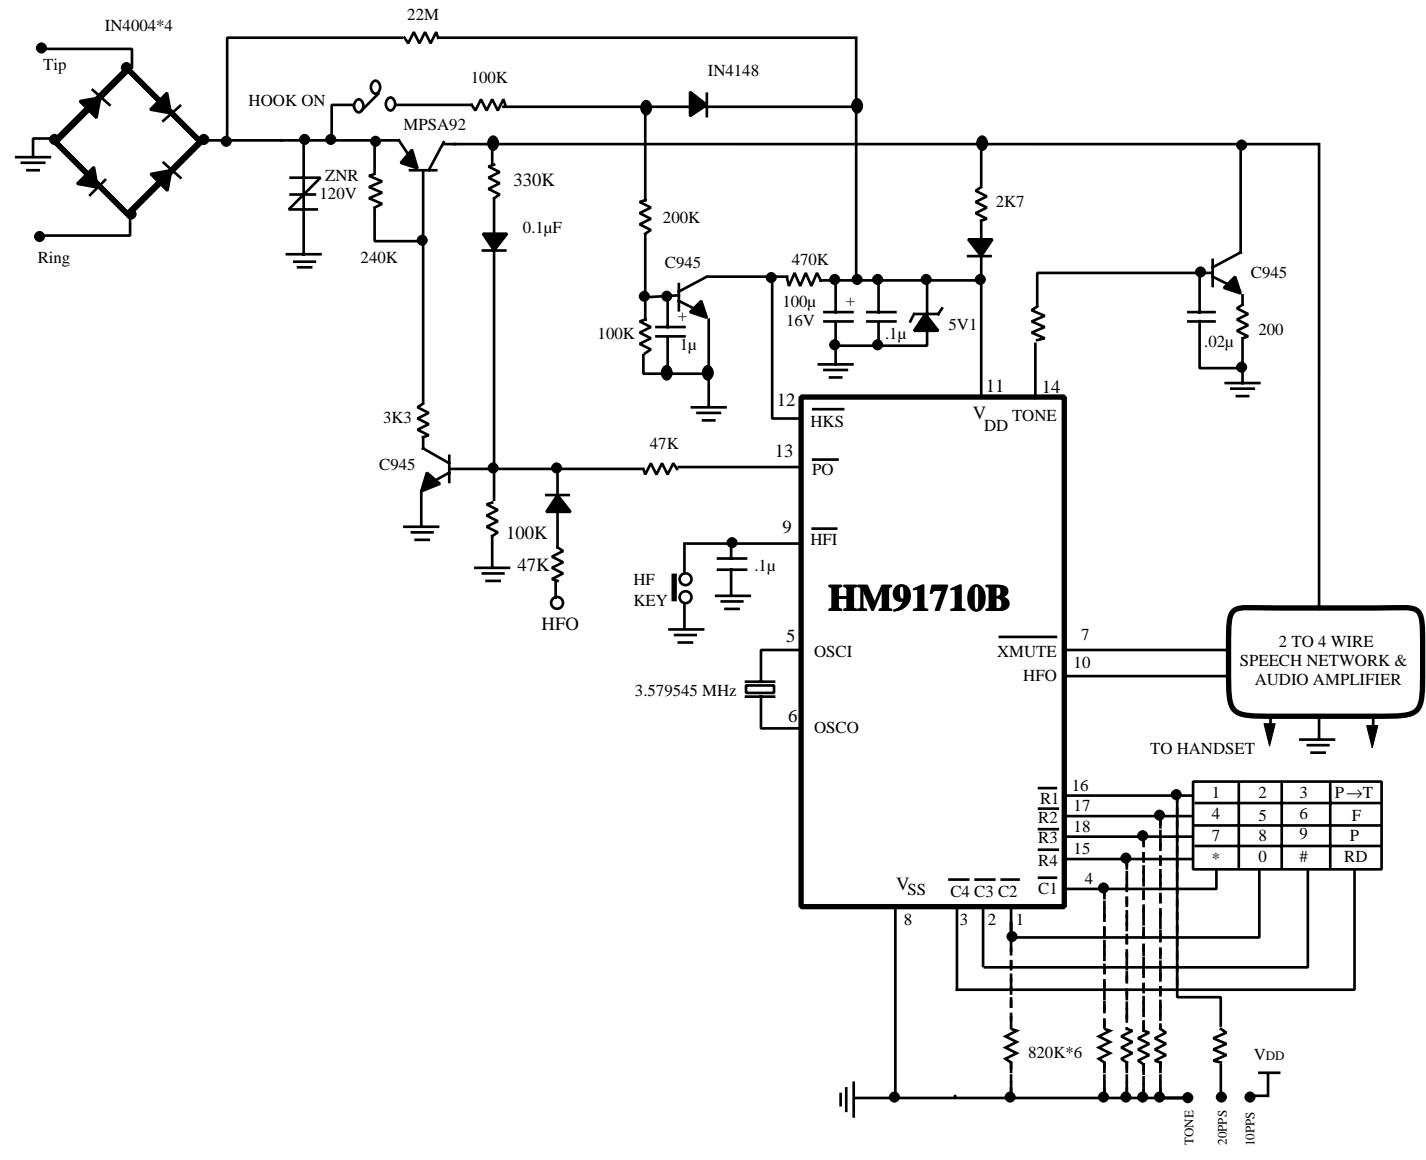 22M
IN4004*4
Tip
HOOK ON
100K
IN4148
MPSA92
ZNR
120V
330K
2K7
200K
0.1µF
Ring
240K
C945
470K
C945
100µ
16V
+
+
.1µ
5V1
200
.02µ
100K
1µ
11
14
12
3K3
HKS
VDD
TONE
47K
13
C945
PO
9
100K
HFI
47K
.1µ
HF
KEY
HM91710B
HFO
5
7
2 TO 4 WIRE
SPEECH NETWORK &
AUDIO AMPLIFIER
OSCI
XMUTE
10
HFO
3.579545 MHz
6
OSCO
TO HANDSET
16
R1
1 2 3 P→T
17
R2
4 5 6 F
18
R3
7 8 9 P
15
R4
* 0 # RD
4
VSS
C4 C3 C2
C1
8
3
2
1
820K*6
VDD
TONE
20PPS
10PPS